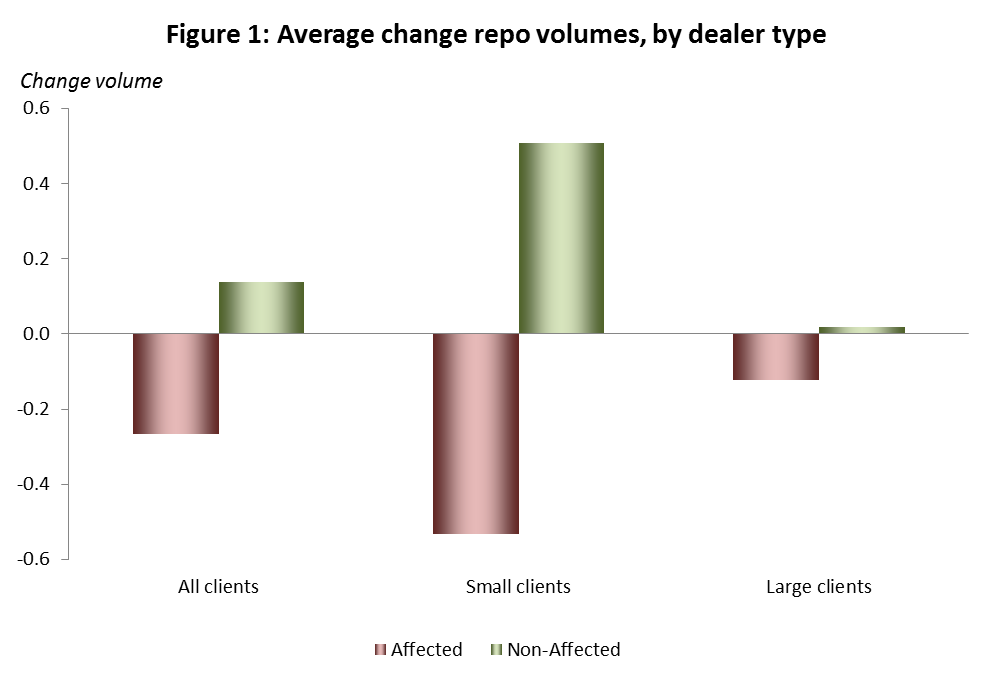 Figure 1: Average change repo volumes, by dealer type
Change volume
0.6
0.4
0.2
0.0
-0.2
-0.4
-0.6
All clients Small clients Large clients
Affected Non-Affected